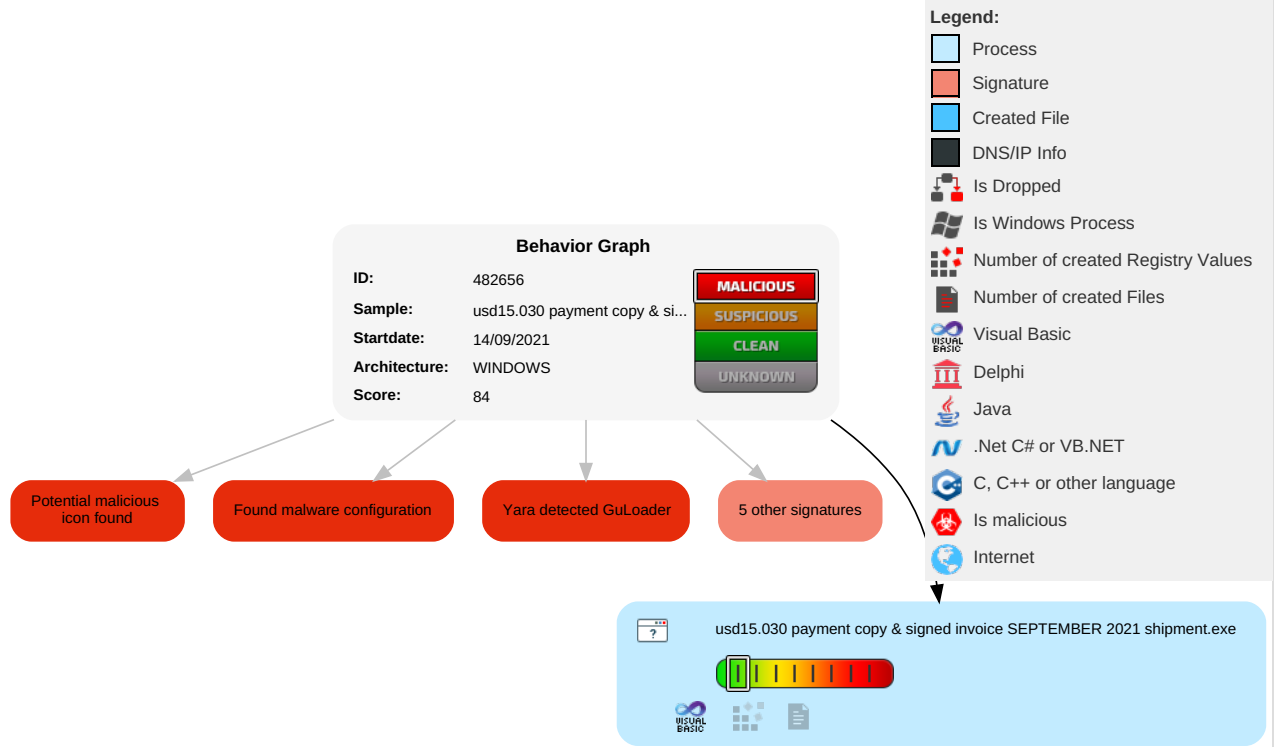 Legend:
Process
Signature
Created File
DNS/IP Info
Is Dropped
Is Windows Process
Number of created Registry Values
Number of created Files
VISUAL
BASIC
Visual Basic
Delphi
Java
.Net C# or VB.NET
C, C++ or other language
Is malicious
Internet
Behavior Graph
ID: 482656
Sample: usd15.030 payment copy & si...
Startdate: 14/09/2021
Architecture: WINDOWS
Score: 84
MALICIOUS
SUSPICIOUS
CLEAN
UNKNOWN
Potential malicious
icon found
Found malware configuration
Yara detected GuLoader
5 other signatures
?
usd15.030 payment copy & signed invoice SEPTEMBER 2021 shipment.exe
VISUAL
BASIC